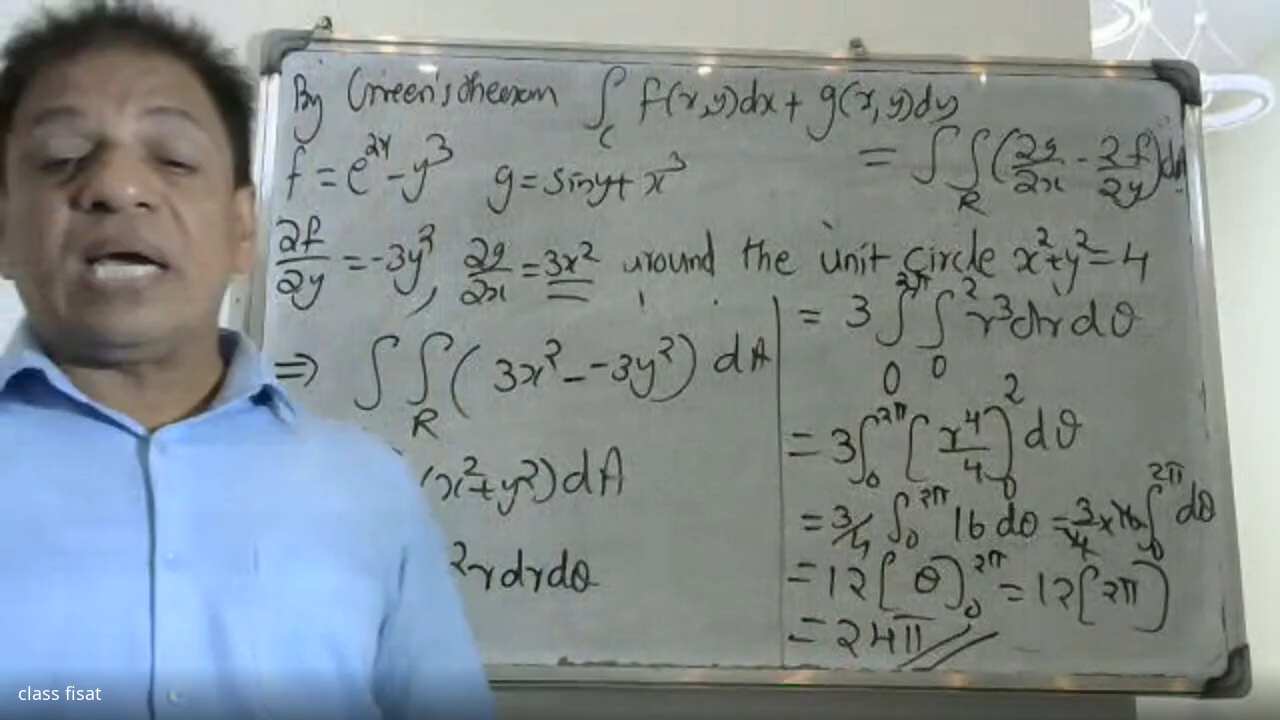 By Green's theorem ∫_C f(x,y)dx + g(x,y)dy
= ∫∫_R (∂g/∂x - ∂f/∂y) dA
f = e^{2x} - y^3   g = siny + x^3
∂f/∂y = -3y^2, ∂g/∂x = 3x^2 around the unit circle x^2+y^2 = 4
⇒ ∫∫_R (3x^2 - -3y^2) dA
(x^2+y^2) dA
^2 r dr dθ
= 3 ∫_0^{2π} ∫_0^2 r^3 dr dθ
= 3 ∫_0^{2π} [r^4/4]_0^2 dθ
= 3/4 ∫_0^{2π} 16 dθ = 3/4 × 16 ∫_0^{2π} dθ
= 12 [θ]_0^{2π} = 12 [2π]
= 24π
class fisat